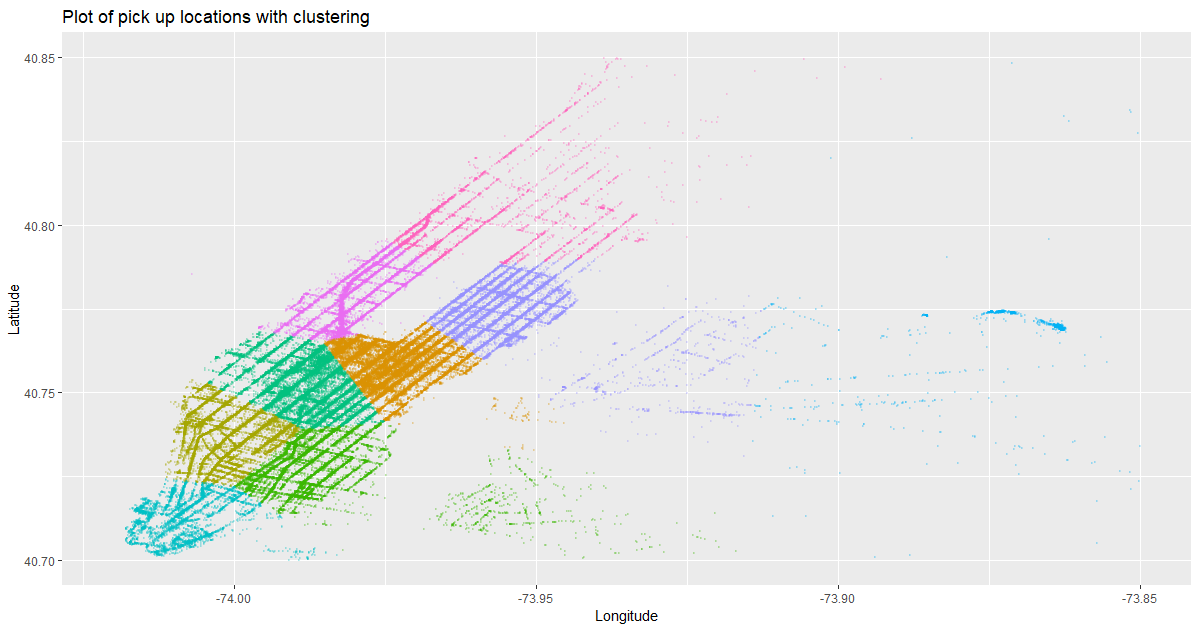 Plot of pick up locations with clustering
40.85
40.80
Latitude
40.75
40.70
-74.00 -73.95 -73.90 -73.85
Longitude